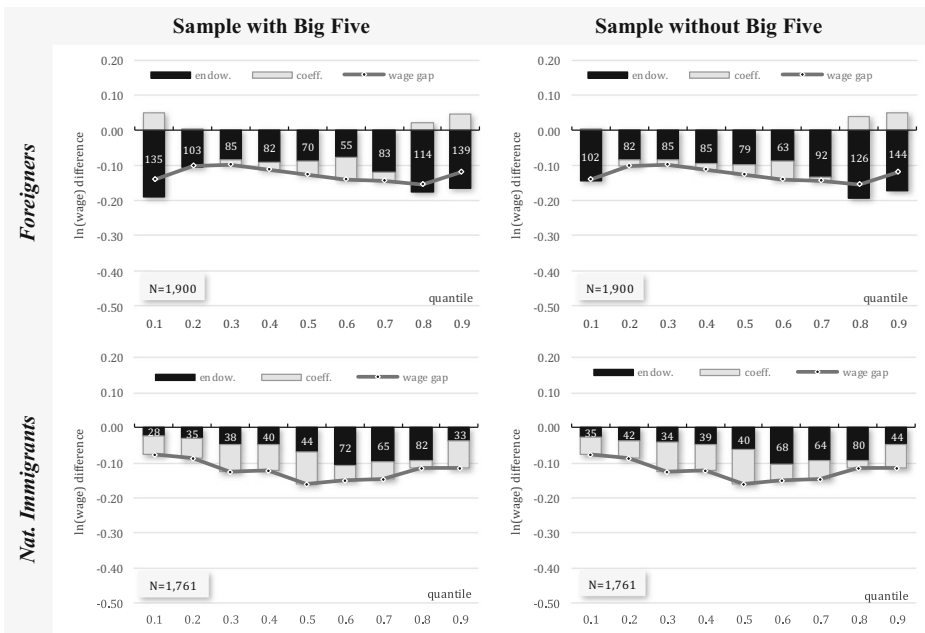 Sample with Big Five
Sample without Big Five
Foreigners
ln(wage) difference
0.20
0.10
0.00
-0.10
-0.20
-0.30
-0.40
-0.50
endow. coeff. wage gap
135 103 85 82 70 55 83 114 139
N=1,900
quantile
0.1 0.2 0.3 0.4 0.5 0.6 0.7 0.8 0.9
ln(wage) difference
0.20
0.10
0.00
-0.10
-0.20
-0.30
-0.40
-0.50
endow. coeff. wage gap
102 82 85 85 79 63 92 126 144
N=1,900
quantile
0.1 0.2 0.3 0.4 0.5 0.6 0.7 0.8 0.9
Nat. Immigrants
ln(wage) difference
0.20
0.10
0.00
-0.10
-0.20
-0.30
-0.40
-0.50
endow. coeff. wage gap
28 35 38 40 44 72 65 82 33
N=1,761
quantile
0.1 0.2 0.3 0.4 0.5 0.6 0.7 0.8 0.9
ln(wage) difference
0.20
0.10
0.00
-0.10
-0.20
-0.30
-0.40
-0.50
endow. coeff. wage gap
35 42 34 39 40 68 64 80 44
N=1,761
quantile
0.1 0.2 0.3 0.4 0.5 0.6 0.7 0.8 0.9